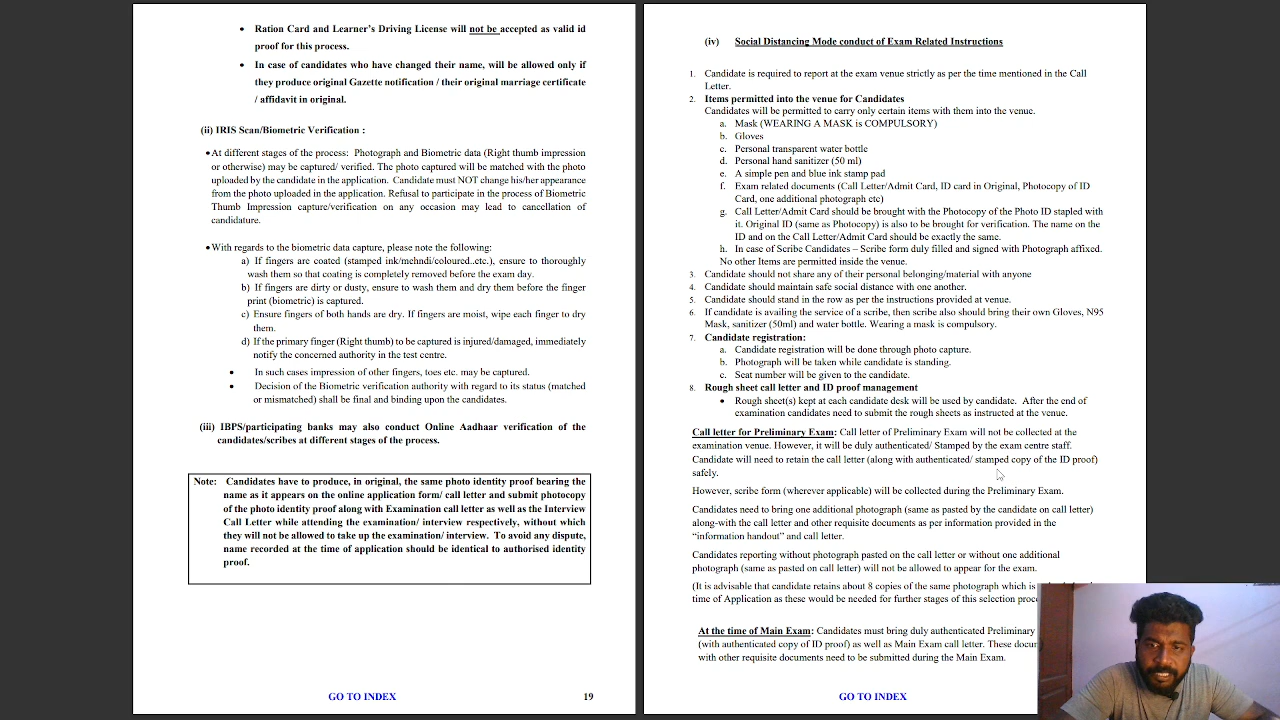 • Ration Card and Learner's Driving License will not be accepted as valid id
proof for this process.
• In case of candidates who have changed their name, will be allowed only if
they produce original Gazette notification / their original marriage certificate
/ affidavit in original.
(ii) IRIS Scan/Biometric Verification :
• At different stages of the process: Photograph and Biometric data (Right thumb impression
or otherwise) may be captured/ verified. The photo captured will be matched with the photo
uploaded by the candidate in the application. Candidate must NOT change his/her appearance
from the photo uploaded in the application. Refusal to participate in the process of Biometric
Thumb Impression capture/verification on any occasion may lead to cancellation of
candidature.
• With regards to the biometric data capture, please note the following:
a) If fingers are coated (stamped ink/mehndi/coloured..etc.), ensure to thoroughly
wash them so that coating is completely removed before the exam day.
b) If fingers are dirty or dusty, ensure to wash them and dry them before the finger
print (biometric) is captured.
c) Ensure fingers of both hands are dry. If fingers are moist, wipe each finger to dry
them.
d) If the primary finger (Right thumb) to be captured is injured/damaged, immediately
notify the concerned authority in the test centre.
• In such cases impression of other fingers, toes etc. may be captured.
• Decision of the Biometric verification authority with regard to its status (matched
or mismatched) shall be final and binding upon the candidates.
(iii) IBPS/participating banks may also conduct Online Aadhaar verification of the
candidates/scribes at different stages of the process.
Note: Candidates have to produce, in original, the same photo identity proof bearing the
name as it appears on the online application form/ call letter and submit photocopy
of the photo identity proof along with Examination call letter as well as the Interview
Call Letter while attending the examination/ interview respectively, without which
they will not be allowed to take up the examination/ interview. To avoid any dispute,
name recorded at the time of application should be identical to authorised identity
proof.
GO TO INDEX 19
(iv) Social Distancing Mode conduct of Exam Related Instructions
1. Candidate is required to report at the exam venue strictly as per the time mentioned in the Call
Letter.
2. Items permitted into the venue for Candidates
Candidates will be permitted to carry only certain items with them into the venue.
a. Mask (WEARING A MASK is COMPULSORY)
b. Gloves
c. Personal transparent water bottle
d. Personal hand sanitizer (50 ml)
e. A simple pen and blue ink stamp pad
f. Exam related documents (Call Letter/Admit Card, ID card in Original, Photocopy of ID
Card, one additional photograph etc)
g. Call Letter/Admit Card should be brought with the Photocopy of the Photo ID stapled with
it. Original ID (same as Photocopy) is also to be brought for verification. The name on the
ID and on the Call Letter/Admit Card should be exactly the same.
h. In case of Scribe Candidates – Scribe form duly filled and signed with Photograph affixed.
No other Items are permitted inside the venue.
3. Candidate should not share any of their personal belonging/material with anyone
4. Candidate should maintain safe social distance with one another.
5. Candidate should stand in the row as per the instructions provided at venue.
6. If candidate is availing the service of a scribe, then scribe also should bring their own Gloves, N95
Mask, sanitizer (50ml) and water bottle. Wearing a mask is compulsory.
7. Candidate registration:
a. Candidate registration will be done through photo capture.
b. Photograph will be taken while candidate is standing.
c. Seat number will be given to the candidate.
8. Rough sheet call letter and ID proof management
• Rough sheet(s) kept at each candidate desk will be used by candidate. After the end of
examination candidates need to submit the rough sheets as instructed at the venue.
Call letter for Preliminary Exam: Call letter of Preliminary Exam will not be collected at the
examination venue. However, it will be duly authenticated/ Stamped by the exam centre staff.
Candidate will need to retain the call letter (along with authenticated/ stamped copy of the ID proof)
safely.
However, scribe form (wherever applicable) will be collected during the Preliminary Exam.
Candidates need to bring one additional photograph (same as pasted by the candidate on call letter)
along-with the call letter and other requisite documents as per information provided in the
“information handout” and call letter.
Candidates reporting without photograph pasted on the call letter or without one additional
photograph (same as pasted on call letter) will not be allowed to appear for the exam.
(It is advisable that candidate retains about 8 copies of the same photograph which is
time of Application as these would be needed for further stages of this selection
At the time of Main Exam: Candidates must bring duly authenticated Preliminary
(with authenticated copy of ID proof) as well as Main Exam call letter. These
with other requisite documents need to be submitted during the Main Exam.
GO TO INDEX